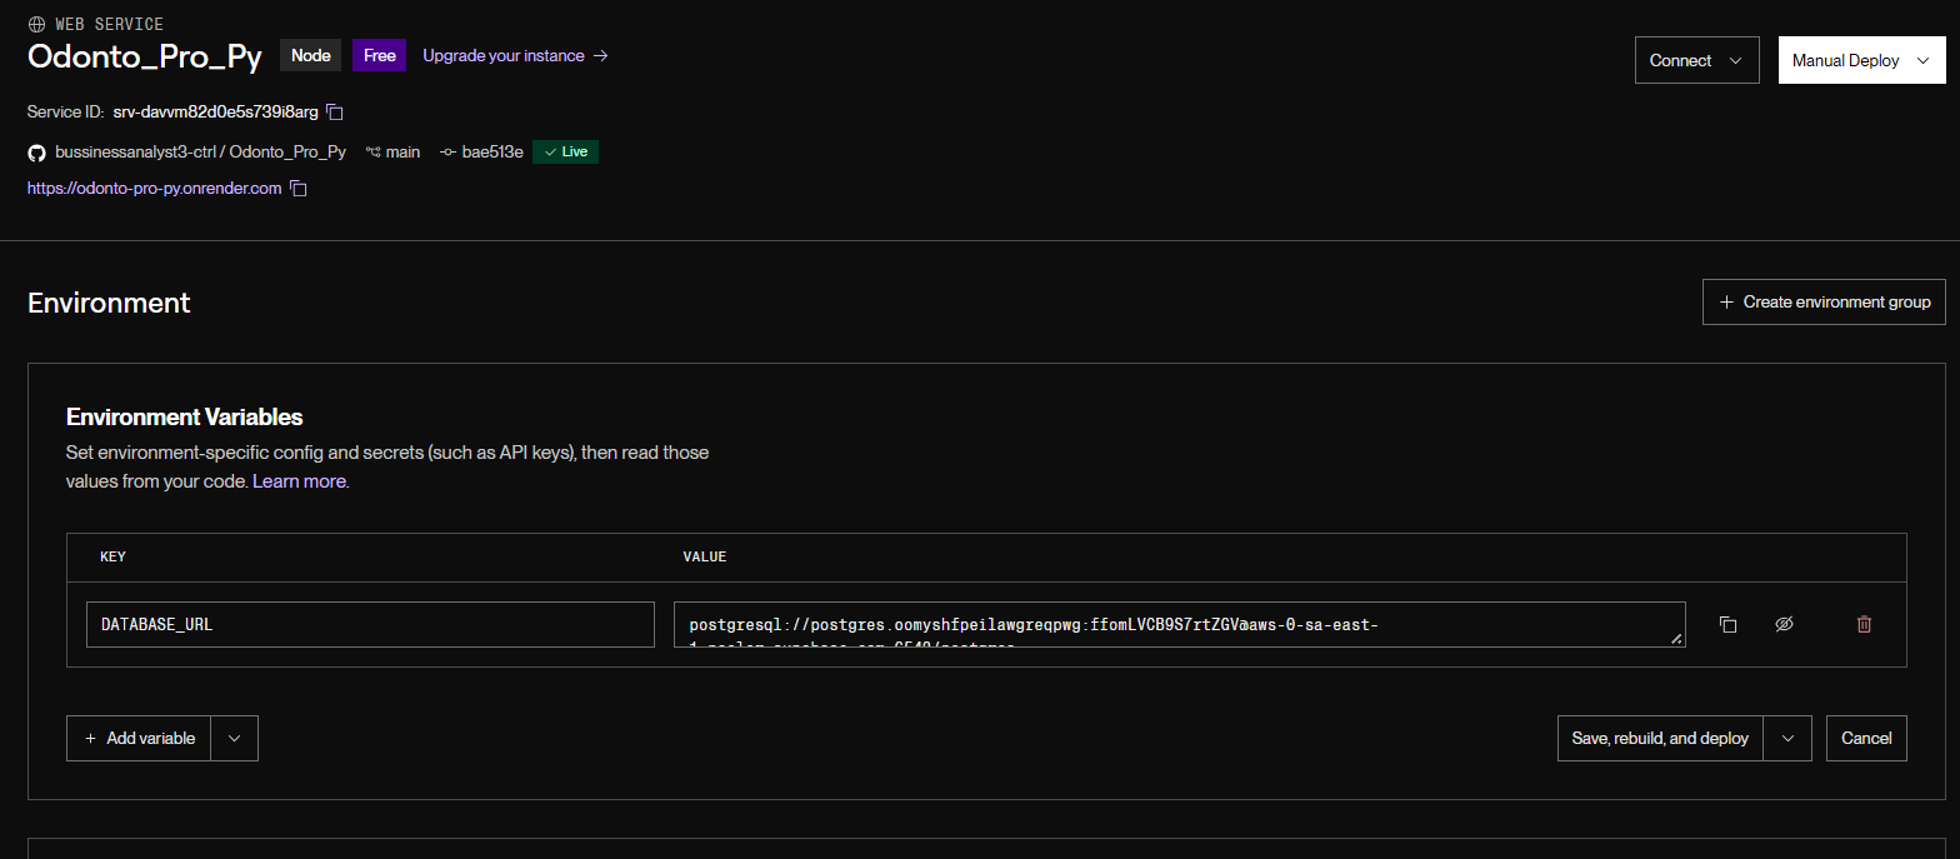 WEB SERVICE
Odonto_Pro_Py Node Free Upgrade your instance →
Connect
Manual Deploy
Service ID: srv-davvm82d0e5s739i8arg
bussinessanalyst3-ctrl / Odonto_Pro_Py main bae513e ✓ Live
https://odonto-pro-py.onrender.com
Environment
+ Create environment group
Environment Variables
Set environment-specific config and secrets (such as API keys), then read those
values from your code. Learn more.
KEY VALUE
DATABASE_URL
postgresql://postgres.oomyshfpeilawgreqpwg:ffomLVCB9S7rtZGV@aws-0-sa-east-
+ Add variable
Save, rebuild, and deploy
Cancel